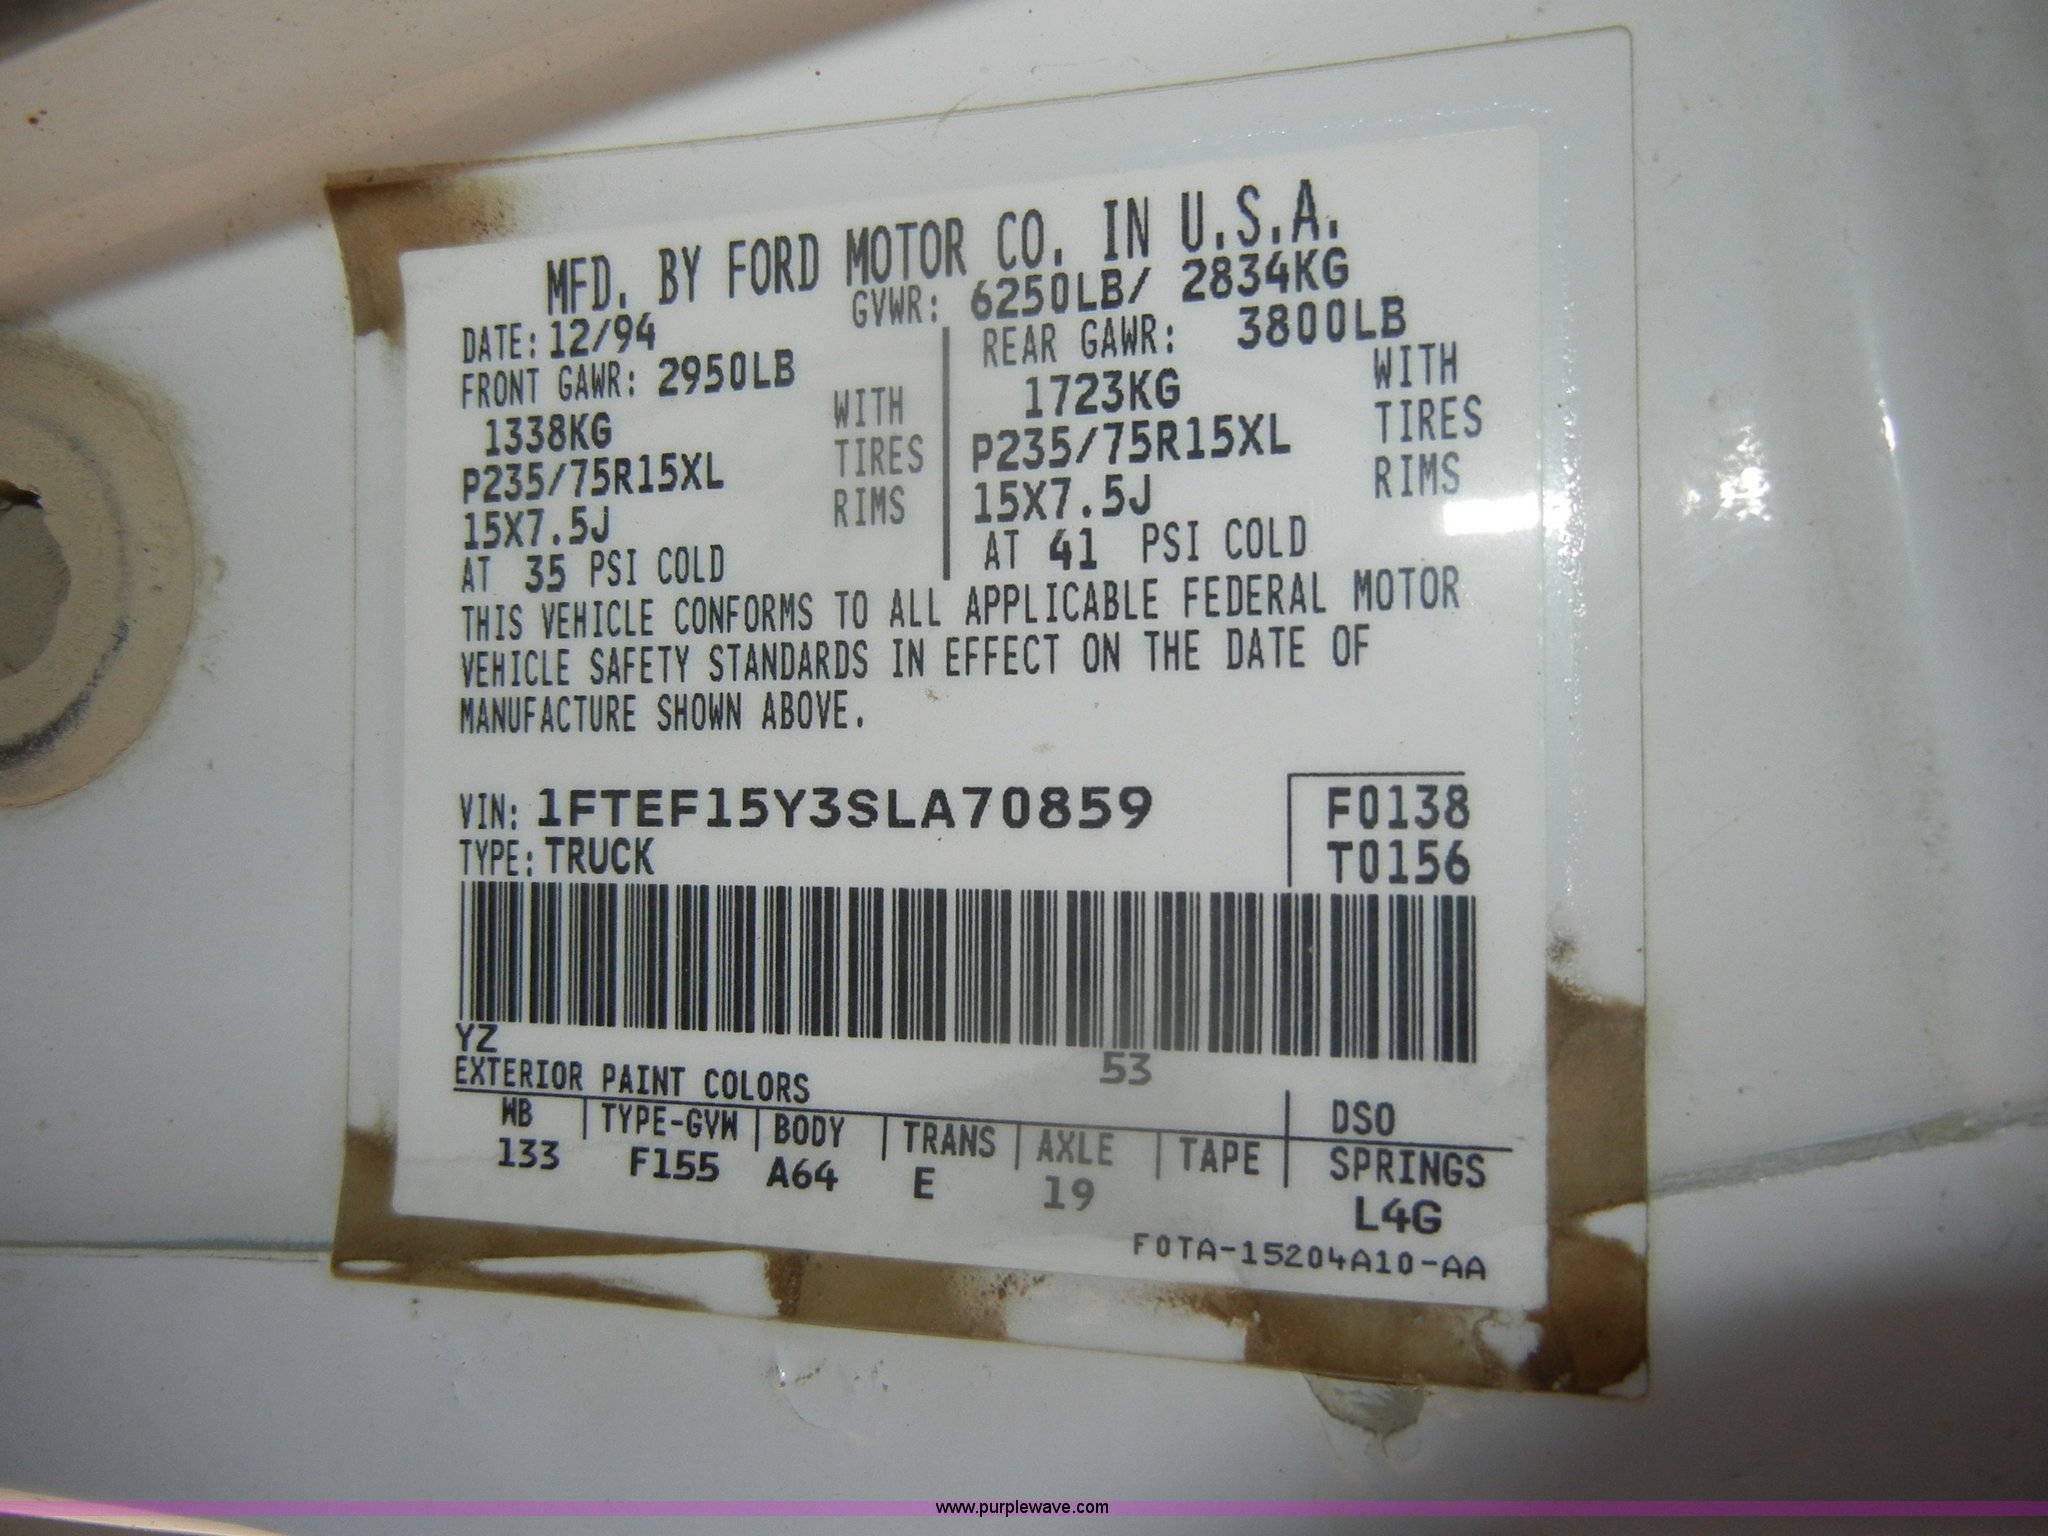 MFD. BY FORD MOTOR CO. IN U.S.A.
DATE: 12/94 GVWR: 6250LB/ 2834KG
FRONT GAWR: 2950LB REAR GAWR: 3800LB
1338KG WITH 1723KG WITH
P235/75R15XL TIRES P235/75R15XL TIRES
15X7.5J RIMS 15X7.5J RIMS
AT 35 PSI COLD AT 41 PSI COLD
THIS VEHICLE CONFORMS TO ALL APPLICABLE FEDERAL MOTOR
VEHICLE SAFETY STANDARDS IN EFFECT ON THE DATE OF
MANUFACTURE SHOWN ABOVE.
VIN: 1FTEF15Y3SLA70859 F0138
TYPE: TRUCK T0156
YZ 53
EXTERIOR PAINT COLORS DSO
WB TYPE-GVW BODY TRANS AXLE TAPE SPRINGS
133 F155 A64 E 19 L4G
F0TA-15204A10-AA
www.purplewave.com